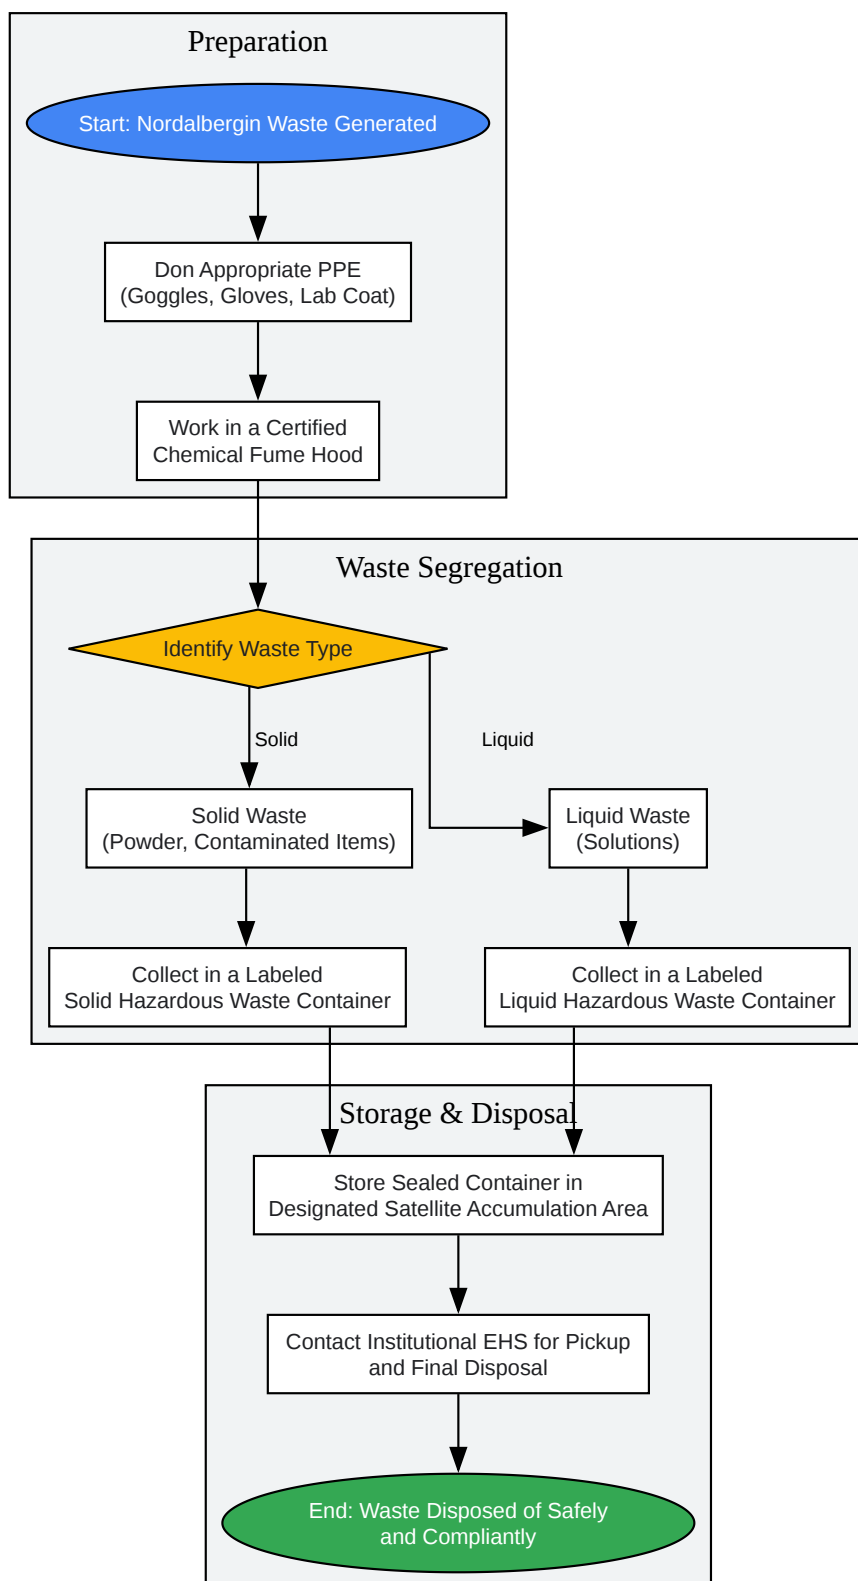 Preparation
Start: Nordalbergin Waste Generated
Don Appropriate PPE
(Goggles, Gloves, Lab Coat)
Work in a Certified
Chemical Fume Hood
Waste Segregation
Identify Waste Type
Solid
Liquid
Solid Waste
(Powder, Contaminated Items)
Liquid Waste
(Solutions)
Collect in a Labeled
Solid Hazardous Waste Container
Collect in a Labeled
Liquid Hazardous Waste Container
Storage & Disposal
Store Sealed Container in
Designated Satellite Accumulation Area
Contact Institutional EHS for Pickup
and Final Disposal
End: Waste Disposed of Safely
and Compliantly